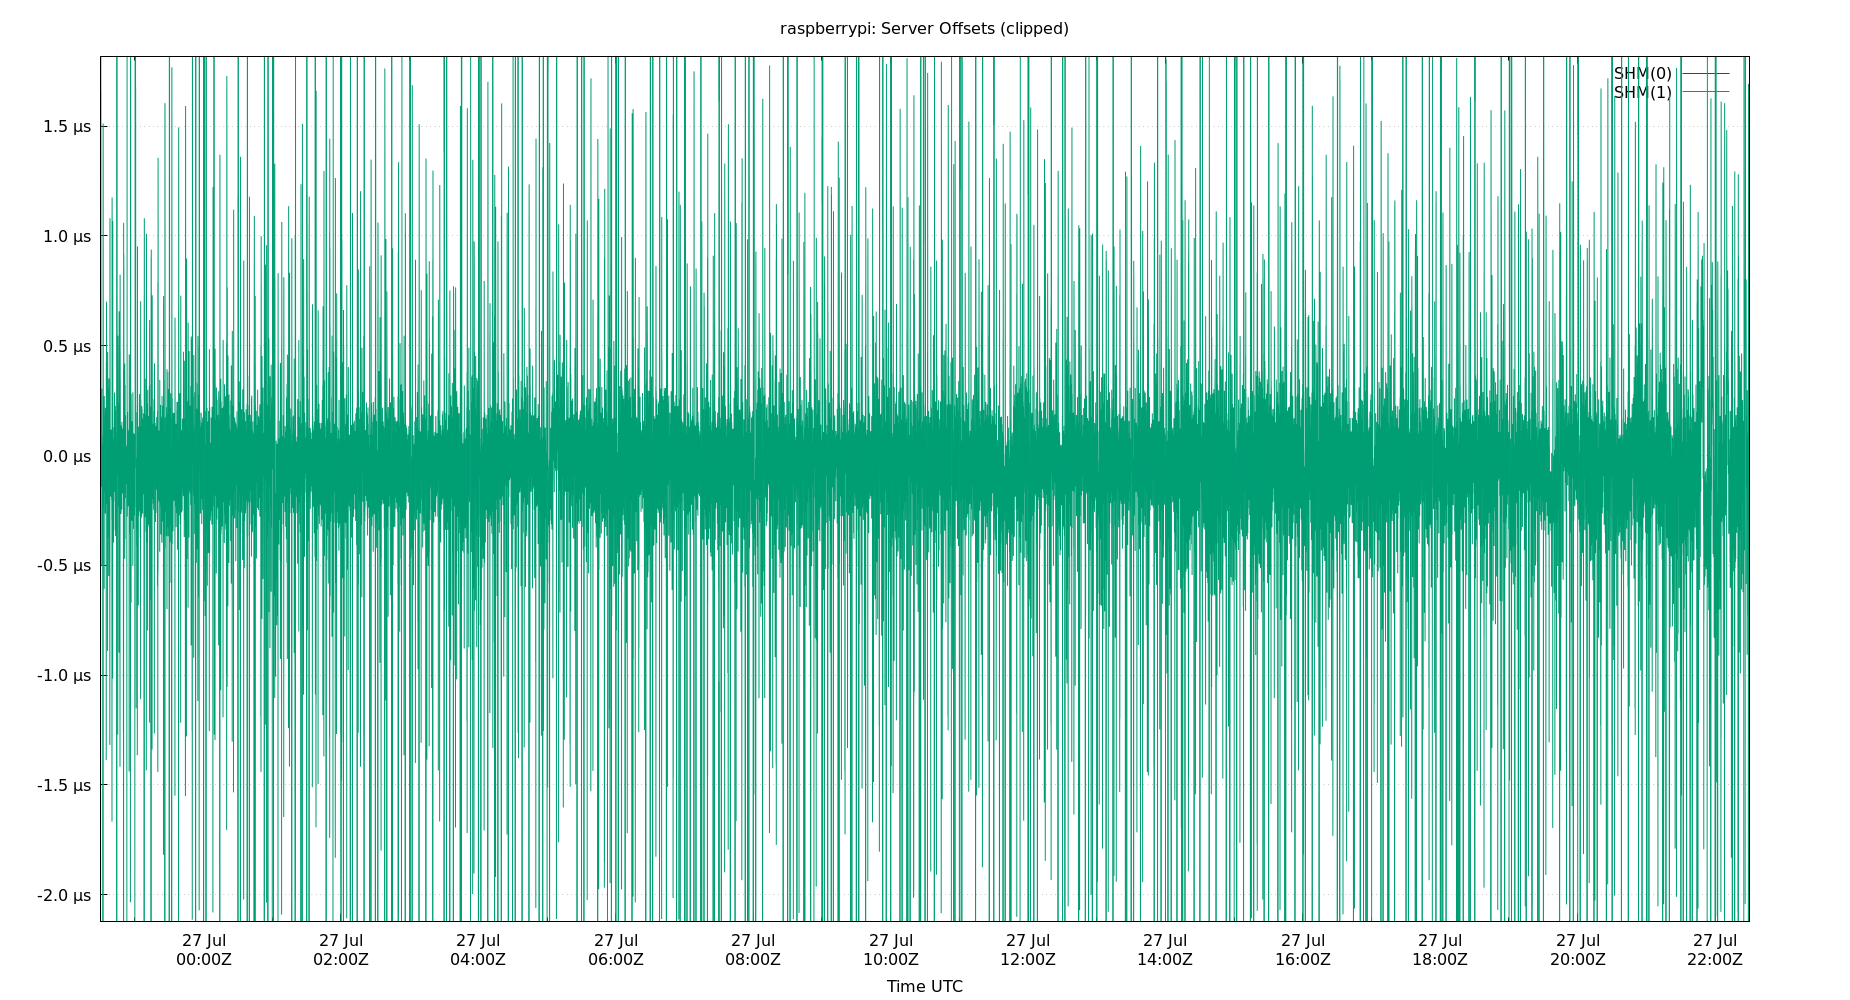 raspberrypi: Server Offsets (clipped)
SHM(0)
SHM(1)
1.5 µs
1.0 µs
0.5 µs
0.0 µs
-0.5 µs
-1.0 µs
-1.5 µs
-2.0 µs
27 Jul 27 Jul 27 Jul 27 Jul 27 Jul 27 Jul 27 Jul 27 Jul 27 Jul 27 Jul 27 Jul 27 Jul
00:00Z 02:00Z 04:00Z 06:00Z 08:00Z 10:00Z 12:00Z 14:00Z 16:00Z 18:00Z 20:00Z 22:00Z
Time UTC